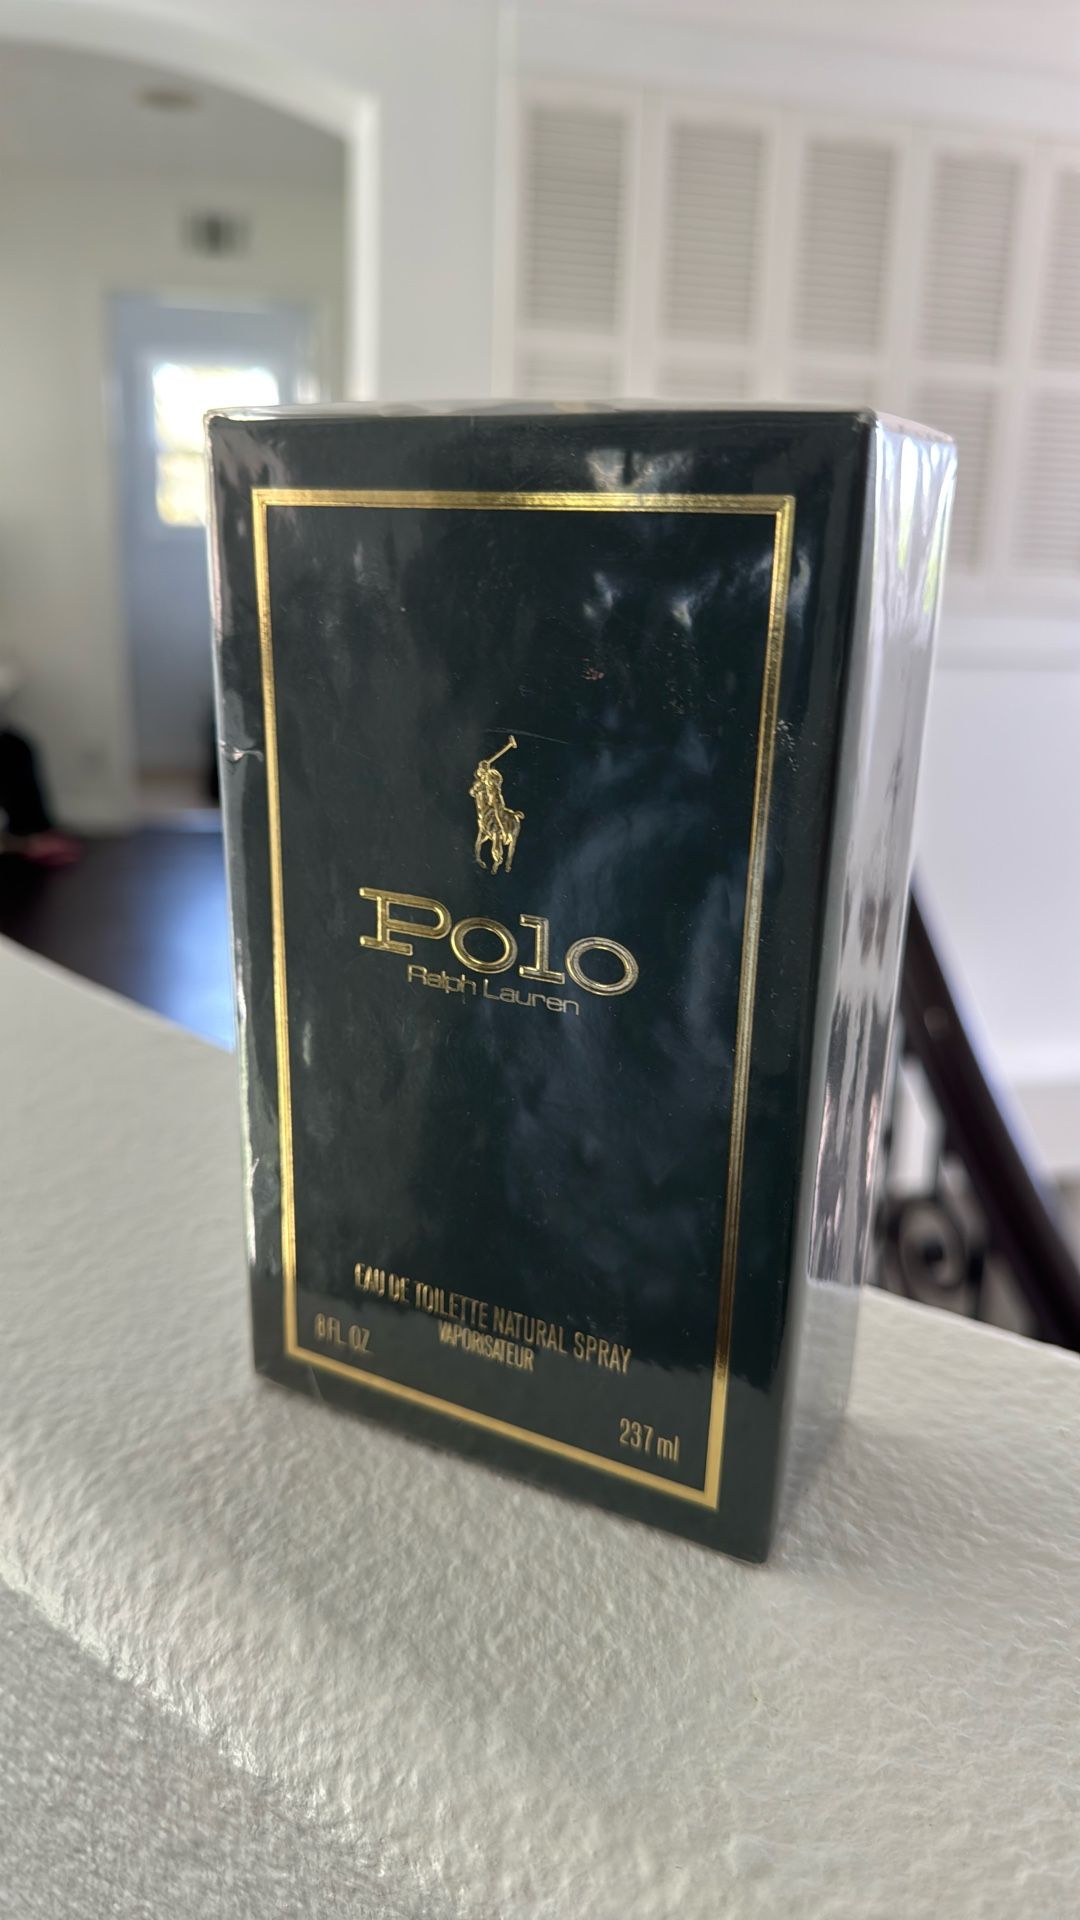 Polo
Ralph Lauren
EAU DE TOILETTE NATURAL SPRAY
VAPORISATEUR
8 FL. OZ.
237 ml